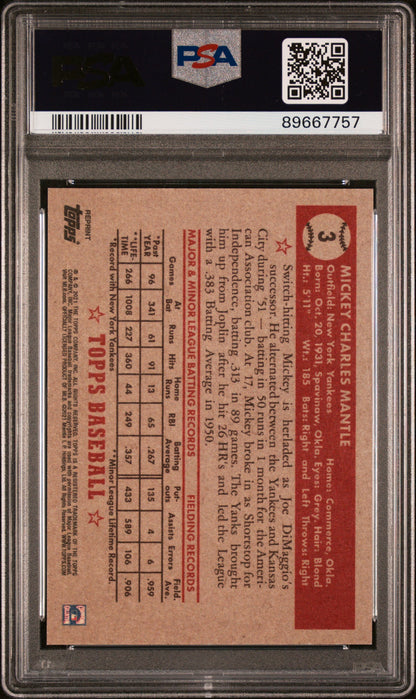 PSA
PSA
89667757
3
MICKEY CHARLES MANTLE
Outfield: New York Yankees Home: Commerce, Okla.
Born: Oct. 20 1931, Spavinaw, Okla. Eyes: Grey. Hair: Blond
Ht.: 5'11" Wt.: 185 Bats: Right and Left Throws: Right
Switch-hitting Mickey is heralded as Joe DiMaggio's
successor. He alternated between the Yankees and Kansas
City during '51 — batting in 50 runs in 1 month for the Ameri-
can Association club. At 17, Mickey broke in as Shortstop for
Independence, batting .313 in 89 games. The Yanks brought
him up from Joplin after he hit 26 HR's and led the League
with a .383 Batting Average in 1950.
MAJOR & MINOR LEAGUE BATTING RECORDS FIELDING RECORDS
Games At Bat Runs Hits Home Runs RBI Batting Average Put-outs Assists Errors Field. Ave.
*Past YEAR 96 341 61 91 13 65 .267 135 4 6 .959
**LIFE-TIME 266 1008 227 360 44 249 .357 433 589 106 .906
*Record with New York Yankees **Minor League Lifetime Record.
TOPPS BASEBALL
REPRINT
Topps